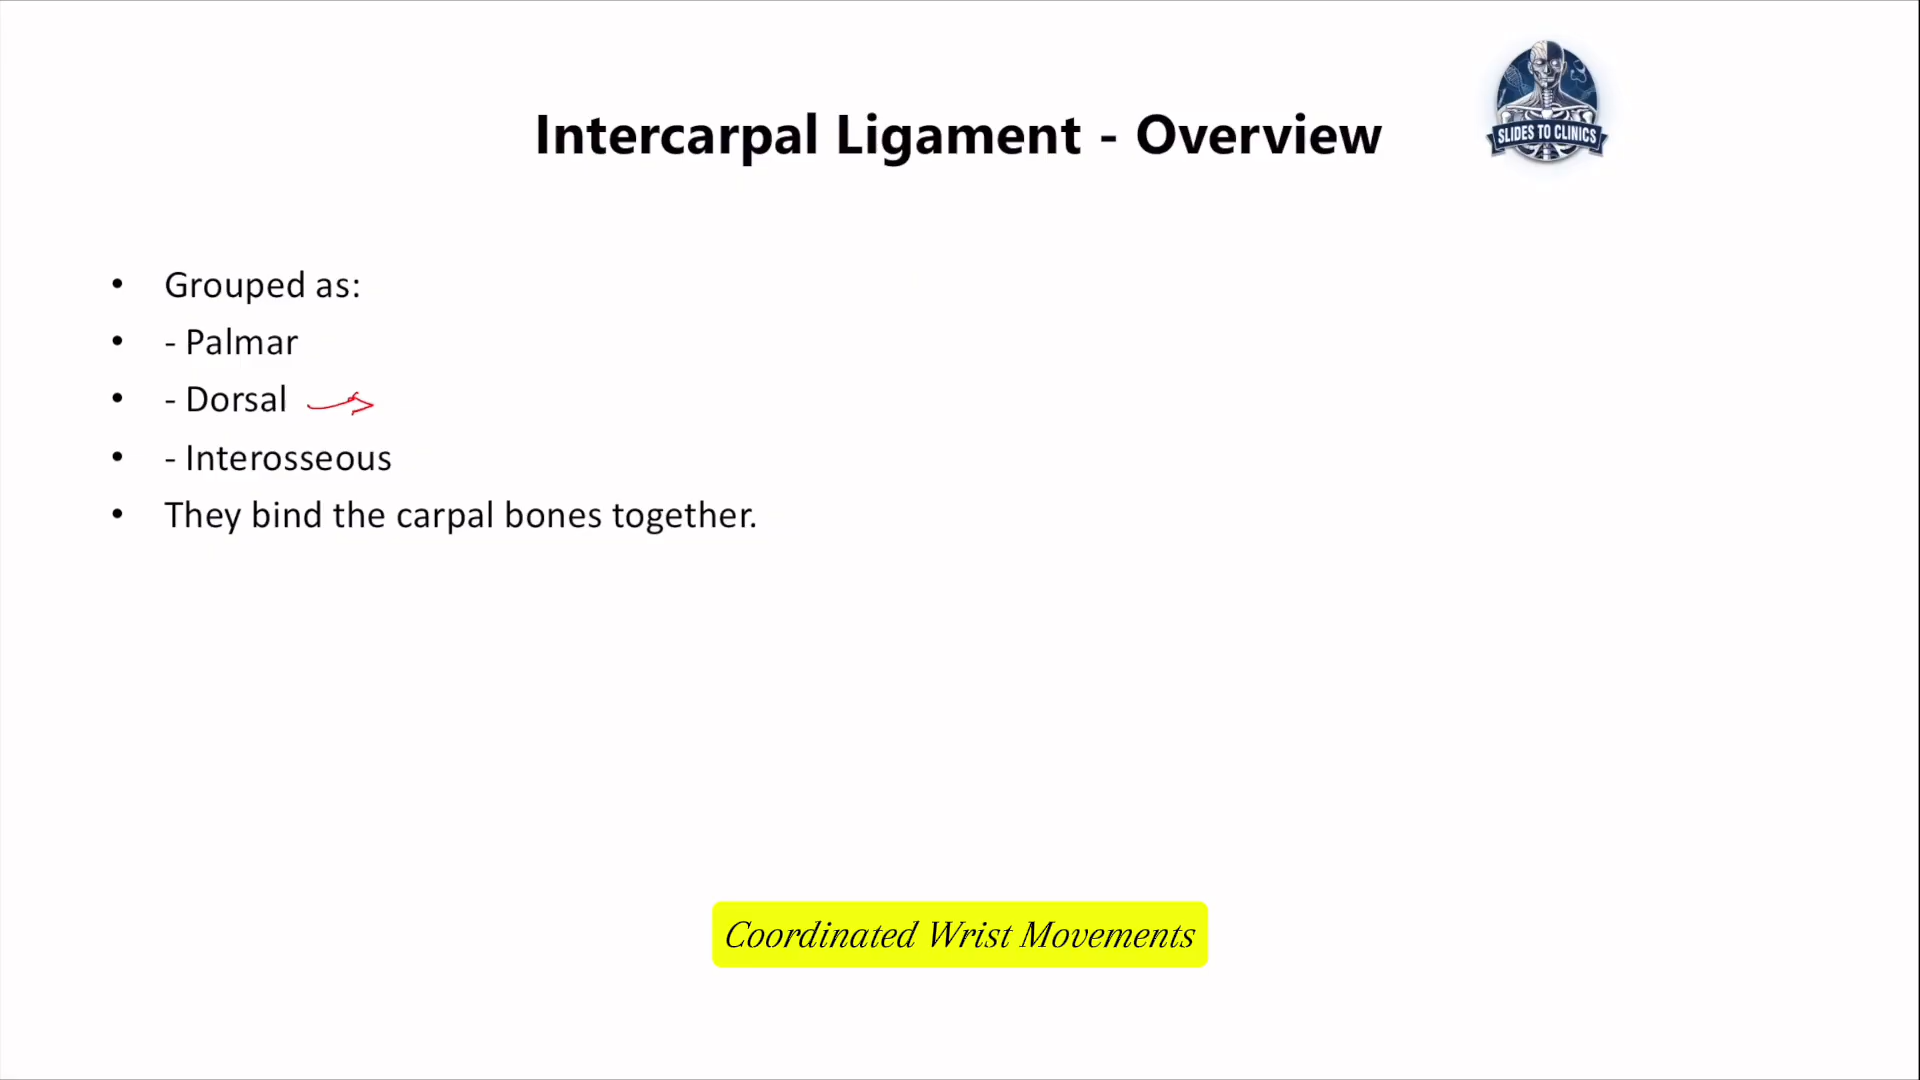 Intercarpal Ligament - Overview
SLIDES TO CLINICS
• Grouped as:
• - Palmar
• - Dorsal
• - Interosseous
• They bind the carpal bones together.
Coordinated Wrist Movements